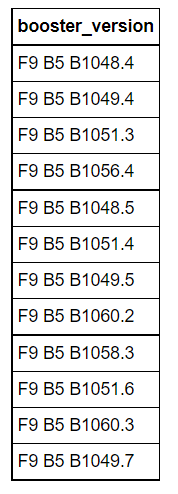 booster_version
F9 B5 B1048.4
F9 B5 B1049.4
F9 B5 B1051.3
F9 B5 B1056.4
F9 B5 B1048.5
F9 B5 B1051.4
F9 B5 B1049.5
F9 B5 B1060.2
F9 B5 B1058.3
F9 B5 B1051.6
F9 B5 B1060.3
F9 B5 B1049.7